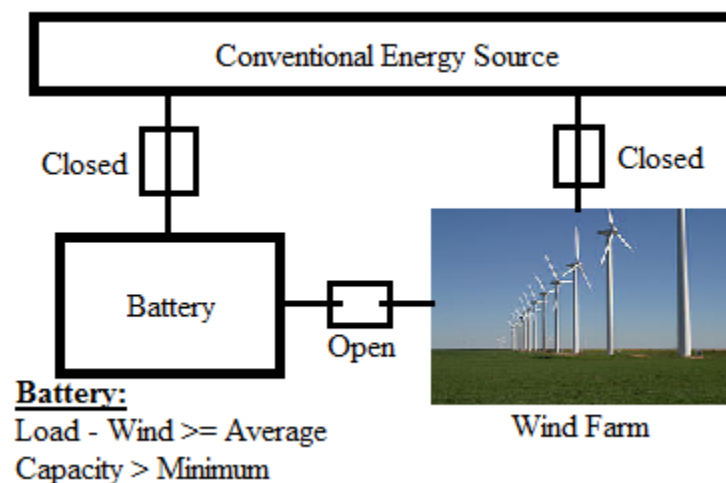 Conventional Energy Source
Closed
Closed
Battery
Open
Battery:
Load - Wind >= Average
Capacity > Minimum
Wind Farm